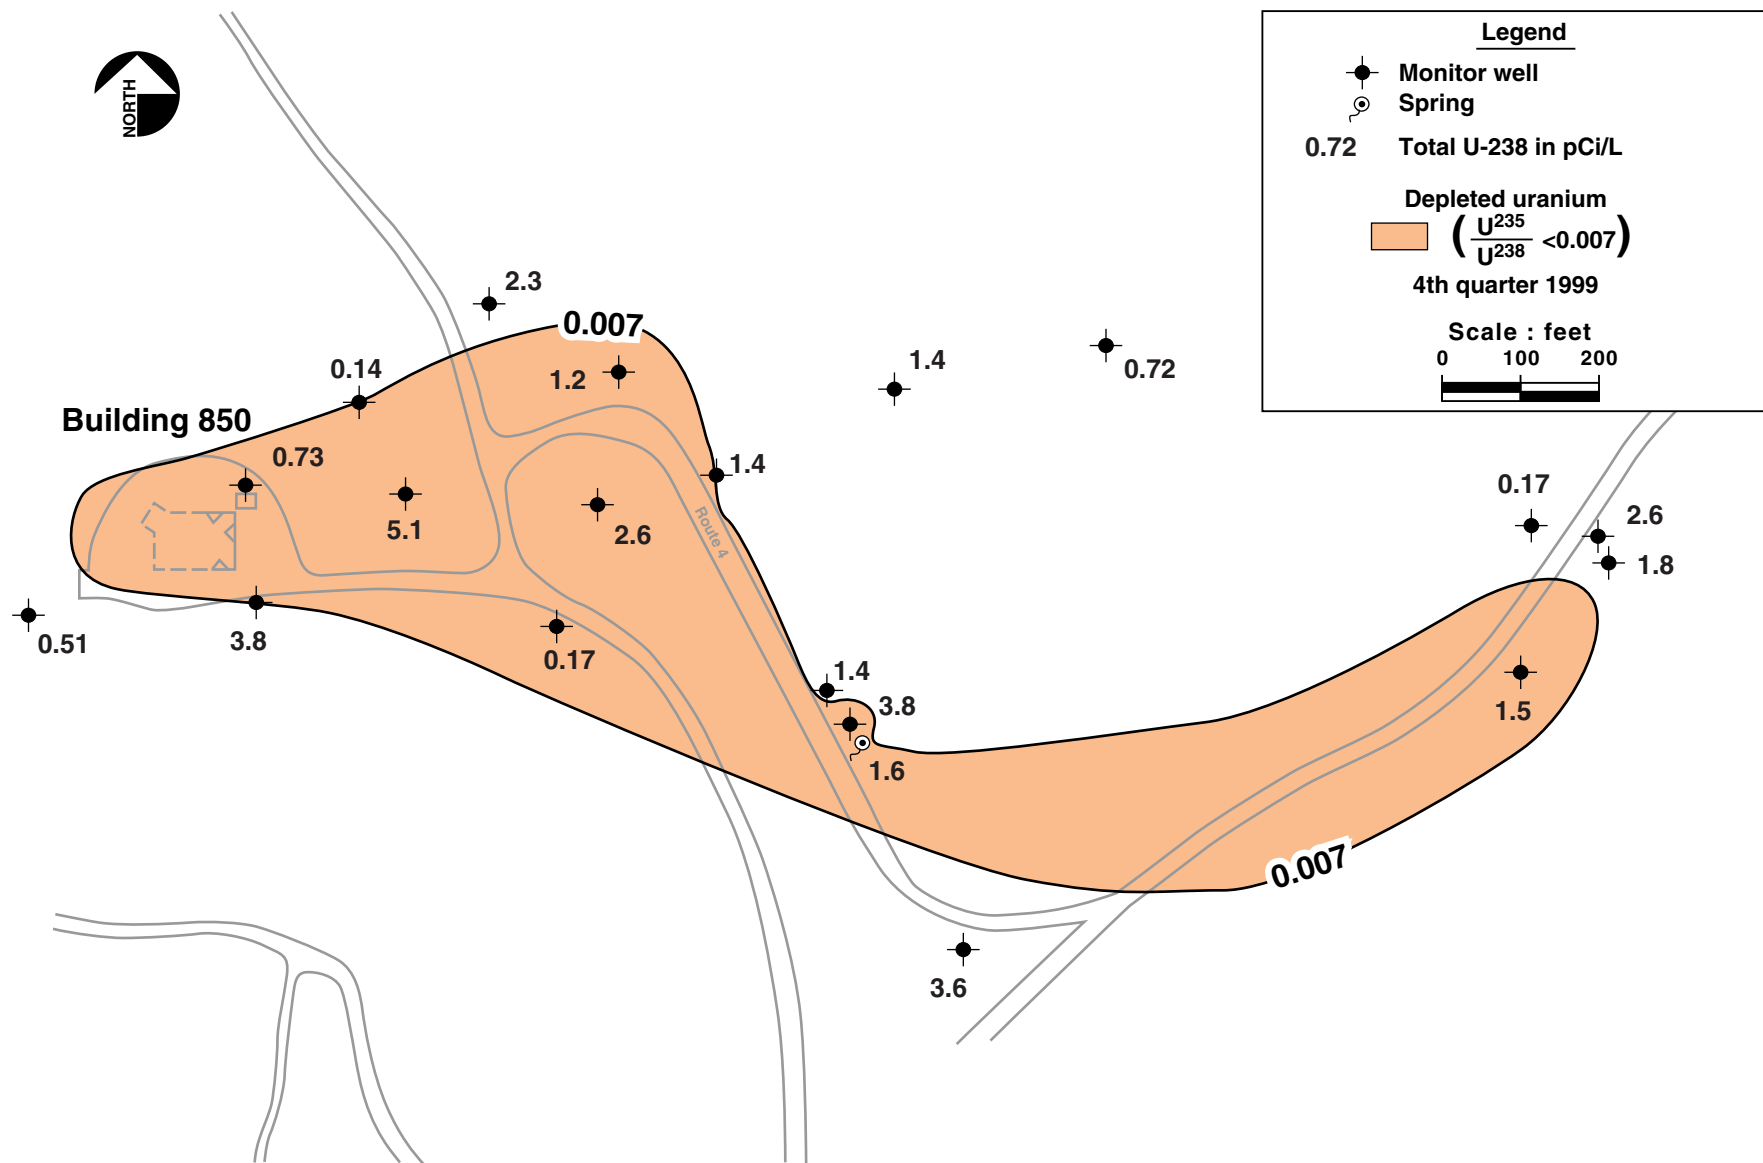 NORTH
Legend
Monitor well
Spring
0.72 Total U-238 in pCi/L
Depleted uranium
(U²³⁵/U²³⁸ <0.007)
4th quarter 1999
Scale : feet
0 100 200
2.3
0.007
0.14
1.2
1.4
0.72
Building 850
0.73
1.4
5.1
2.6
Route 4
0.17
2.6
1.8
0.51
3.8
0.17
1.4
3.8
1.6
1.5
0.007
3.6